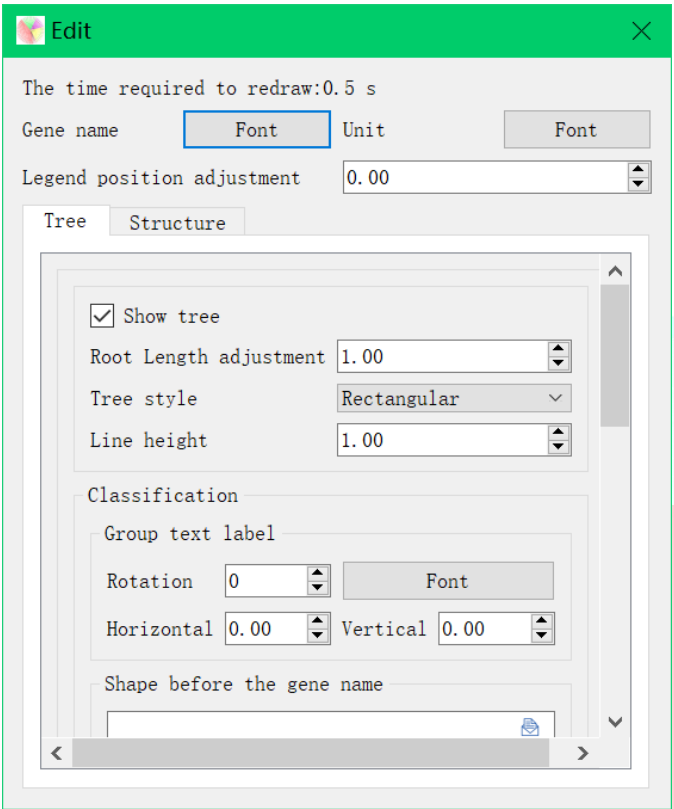 Edit
The time required to redraw:0.5 s
Gene name Font Unit Font
Legend position adjustment 0.00
Tree Structure
Show tree
Root Length adjustment 1.00
Tree style Rectangular
Line height 1.00
Classification
Group text label
Rotation 0 Font
Horizontal 0.00 Vertical 0.00
Shape before the gene name